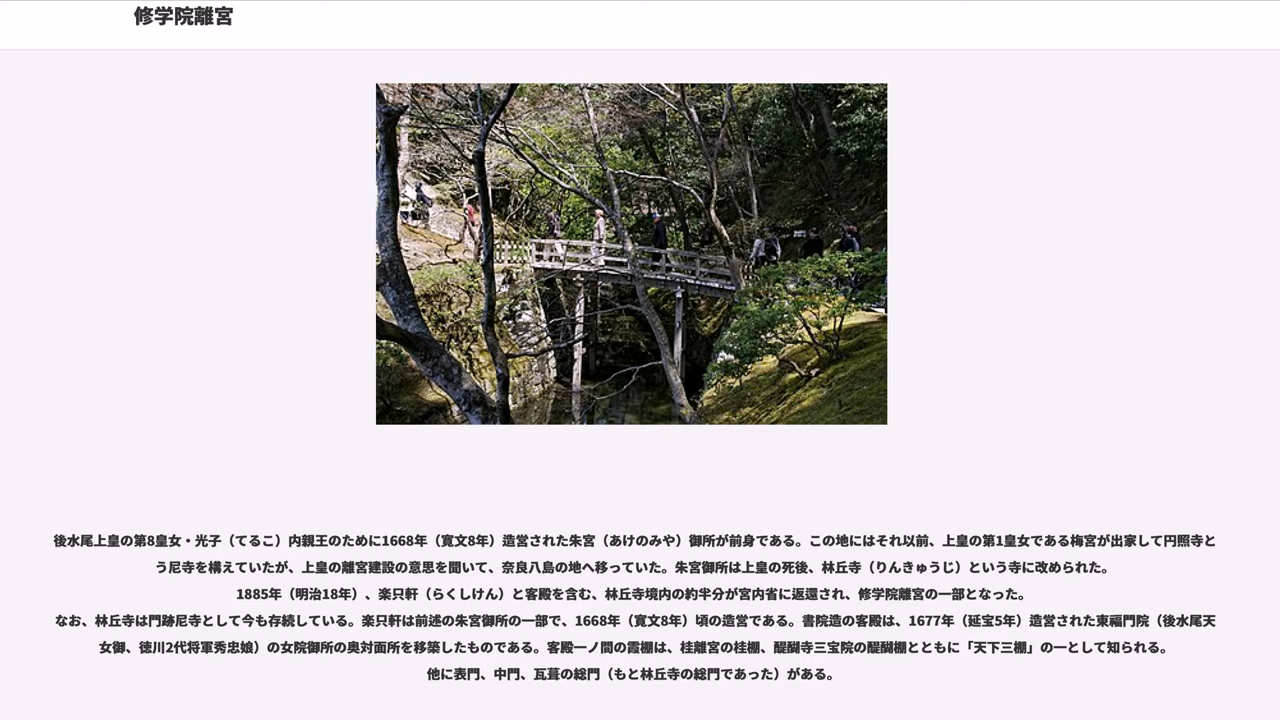 修学院離宮
後水尾上皇の第8皇女・光子（てるこ）内親王のために1668年（寛文8年）造営された朱宮（あけのみや）御所が前身である。この地にはそれ以前、上皇の第1皇女である梅宮が出家して円照寺と
う尼寺を構えていたが、上皇の離宮建設の意思を聞いて、奈良八島の地へ移っていた。朱宮御所は上皇の死後、林丘寺（りんきゅうじ）という寺に改められた。
1885年（明治18年）、楽只軒（らくしけん）と客殿を含む、林丘寺境内の約半分が宮内省に返還され、修学院離宮の一部となった。
なお、林丘寺は門跡尼寺として今も存続している。楽只軒は前述の朱宮御所の一部で、1668年（寛文8年）頃の造営である。書院造の客殿は、1677年（延宝5年）造営された東福門院（後水尾天
女御、徳川2代将軍秀忠娘）の女院御所の奥対面所を移築したものである。客殿一ノ間の霞棚は、桂離宮の桂棚、醍醐寺三宝院の醍醐棚とともに「天下三棚」の一として知られる。
他に表門、中門、瓦葺の総門（もと林丘寺の総門であった）がある。